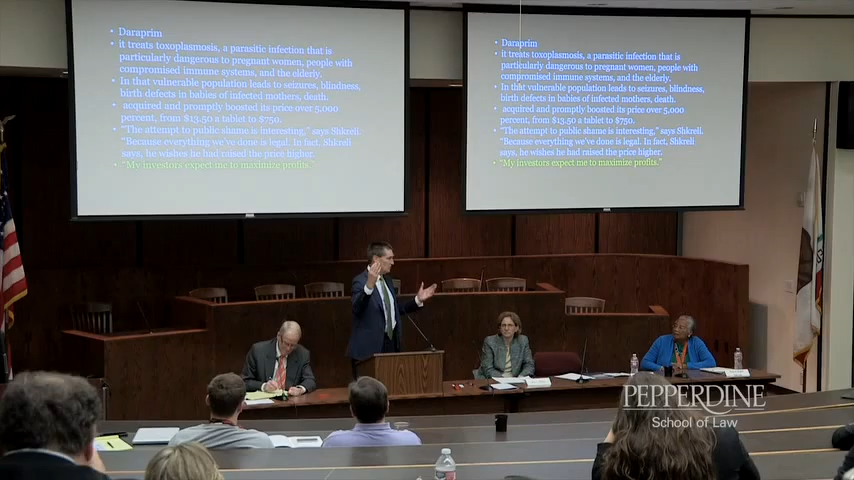 Daraprim
it treats toxoplasmosis, a parasitic infection that is
particularly dangerous to pregnant women, people with
compromised immune systems, and the elderly.
In that vulnerable population leads to seizures, blindness,
birth defects in babies of infected mothers, death.
acquired and promptly boosted its price over 5,000
percent, from $13.50 a tablet to $750.
"The attempt to public shame is interesting," says Shkreli.
"Because everything we've done is legal. In fact, Shkreli
says, he wishes he had raised the price higher.
"My investors expect me to maximize profits."
Daraprim
it treats toxoplasmosis, a parasitic infection that is
particularly dangerous to pregnant women, people with
compromised immune systems, and the elderly.
In that vulnerable population leads to seizures, blindness,
birth defects in babies of infected mothers, death.
acquired and promptly boosted its price over 5,000
percent, from $13.50 a tablet to $750.
"The attempt to public shame is interesting," says Shkreli.
"Because everything we've done is legal. In fact, Shkreli
says, he wishes he had raised the price higher.
"My investors expect me to maximize profits."
PEPPERDINE
School of Law